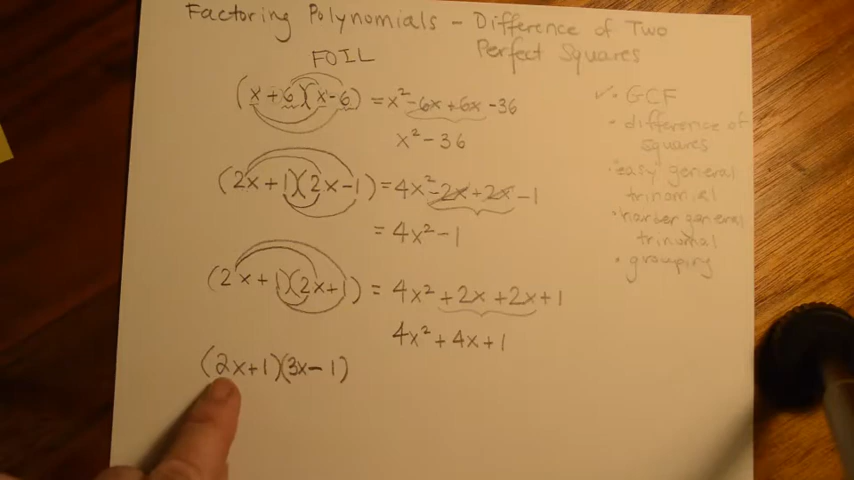 Factoring Polynomials - Difference of Two
Perfect Squares
FOIL
(x+6)(x-6) = x²-6x+6x-36
x²-36
(2x+1)(2x-1) = 4x²-2x+2x-1
= 4x²-1
(2x+1)(2x+1) = 4x²+2x+2x+1
4x²+4x+1
(2x+1)(3x-1)
✓• GCF
• difference of
squares
• "easy" general
trinomial
• harder general
trinomial
• grouping